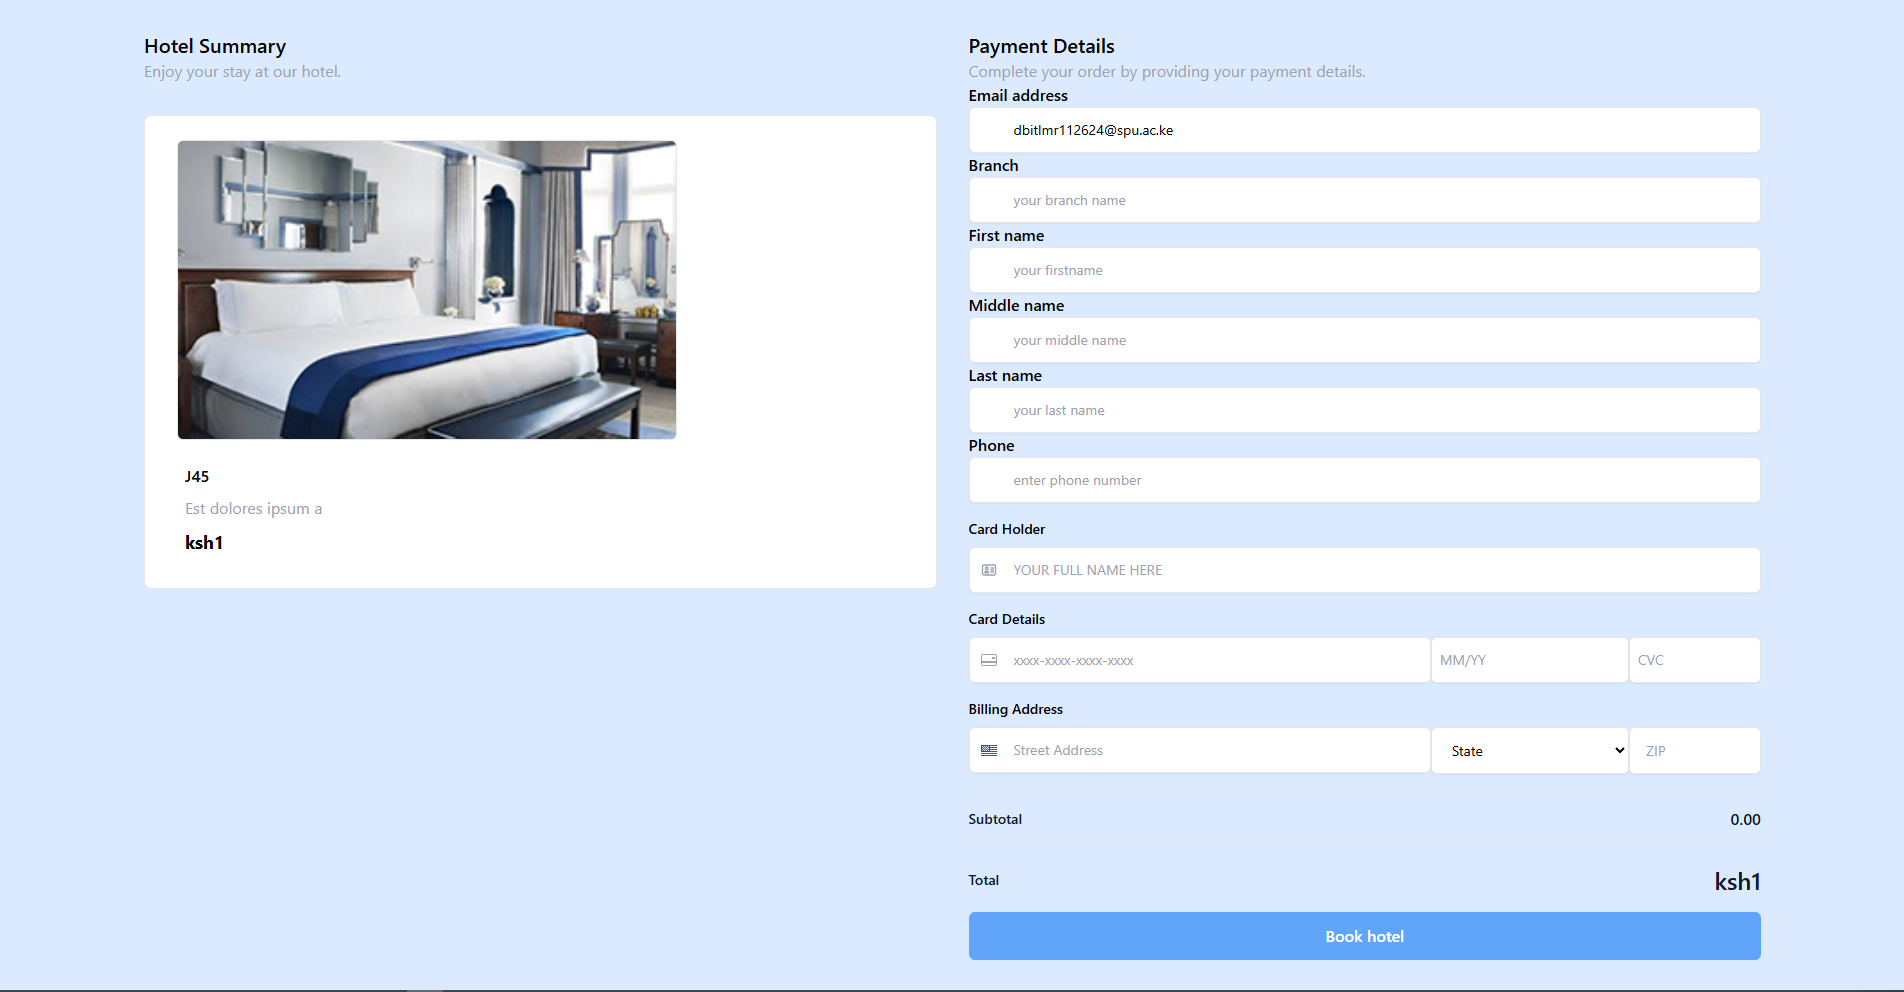 Hotel Summary
Enjoy your stay at our hotel.
J45
Est dolores ipsum a
ksh1
Payment Details
Complete your order by providing your payment details.
Email address
dbitlmr112624@spu.ac.ke
Branch
your branch name
First name
your firstname
Middle name
your middle name
Last name
your last name
Phone
enter phone number
Card Holder
YOUR FULL NAME HERE
Card Details
xxxx-xxxx-xxxx-xxxx MM/YY CVC
Billing Address
Street Address State ZIP
Subtotal 0.00
Total ksh1
Book hotel